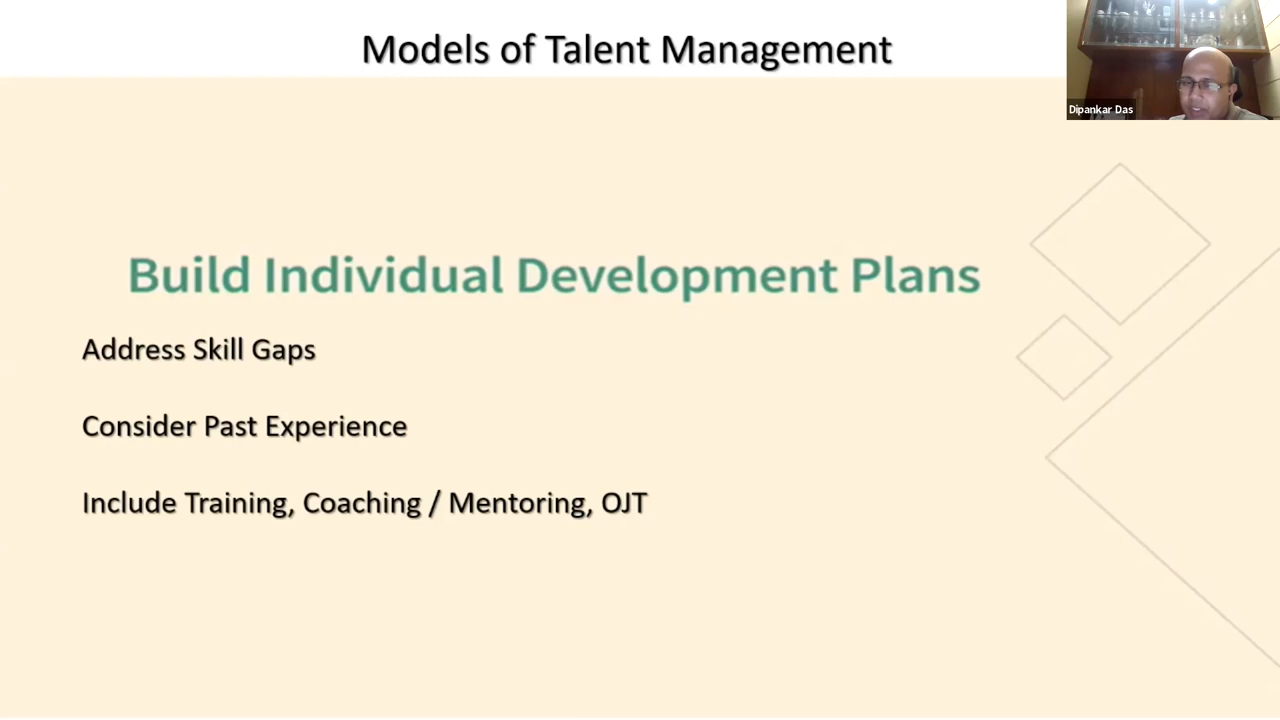 Models of Talent Management
Dipankar Das
Build Individual Development Plans
Address Skill Gaps
Consider Past Experience
Include Training, Coaching / Mentoring, OJT